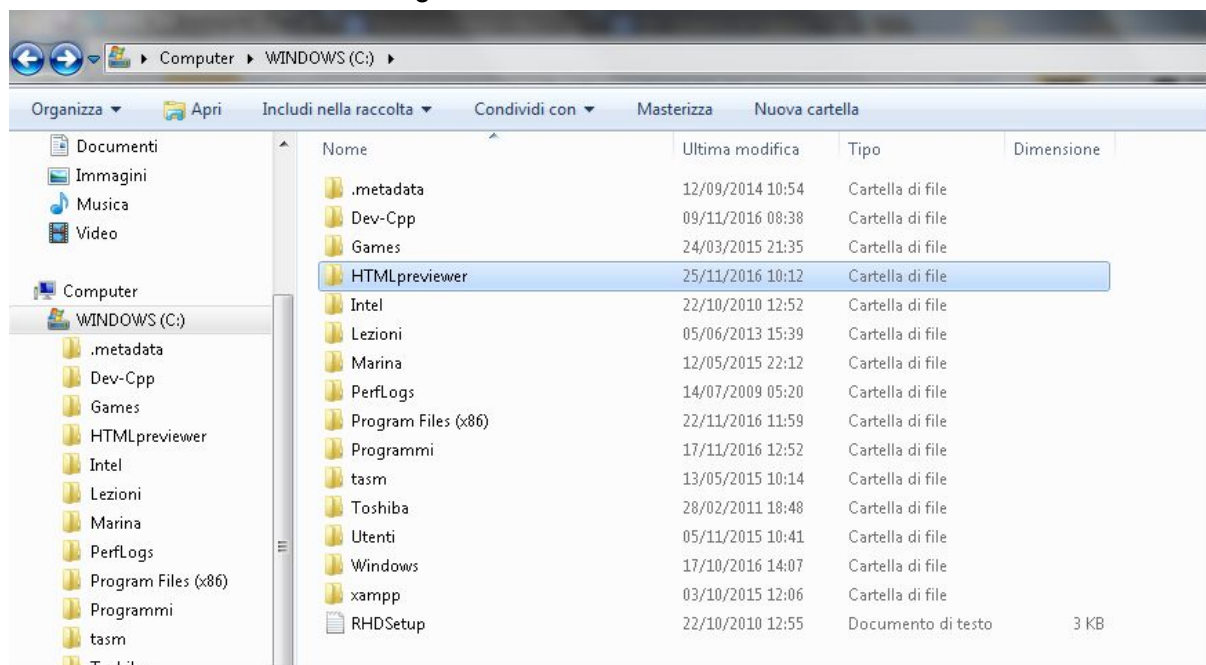 Computer WINDOWS (C:)
Organizza Apri Includi nella raccolta Condividi con Masterizza Nuova cartella
Documenti
Immagini
Musica
Video
Computer
WINDOWS (C:)
.metadata
Dev-Cpp
Games
HTMLpreviewer
Intel
Lezioni
Marina
PerfLogs
Program Files (x86)
Programmi
tasm
Nome Ultima modifica Tipo Dimensione
.metadata 12/09/2014 10:54 Cartella di file
Dev-Cpp 09/11/2016 08:38 Cartella di file
Games 24/03/2015 21:35 Cartella di file
HTMLpreviewer 25/11/2016 10:12 Cartella di file
Intel 22/10/2010 12:52 Cartella di file
Lezioni 05/06/2013 15:39 Cartella di file
Marina 12/05/2015 22:12 Cartella di file
PerfLogs 14/07/2009 05:20 Cartella di file
Program Files (x86) 22/11/2016 11:59 Cartella di file
Programmi 17/11/2016 12:52 Cartella di file
tasm 13/05/2015 10:14 Cartella di file
Toshiba 28/02/2011 18:48 Cartella di file
Utenti 05/11/2015 10:41 Cartella di file
Windows 17/10/2016 14:07 Cartella di file
xampp 03/10/2015 12:06 Cartella di file
RHDSetup 22/10/2010 12:55 Documento di testo 3 KB